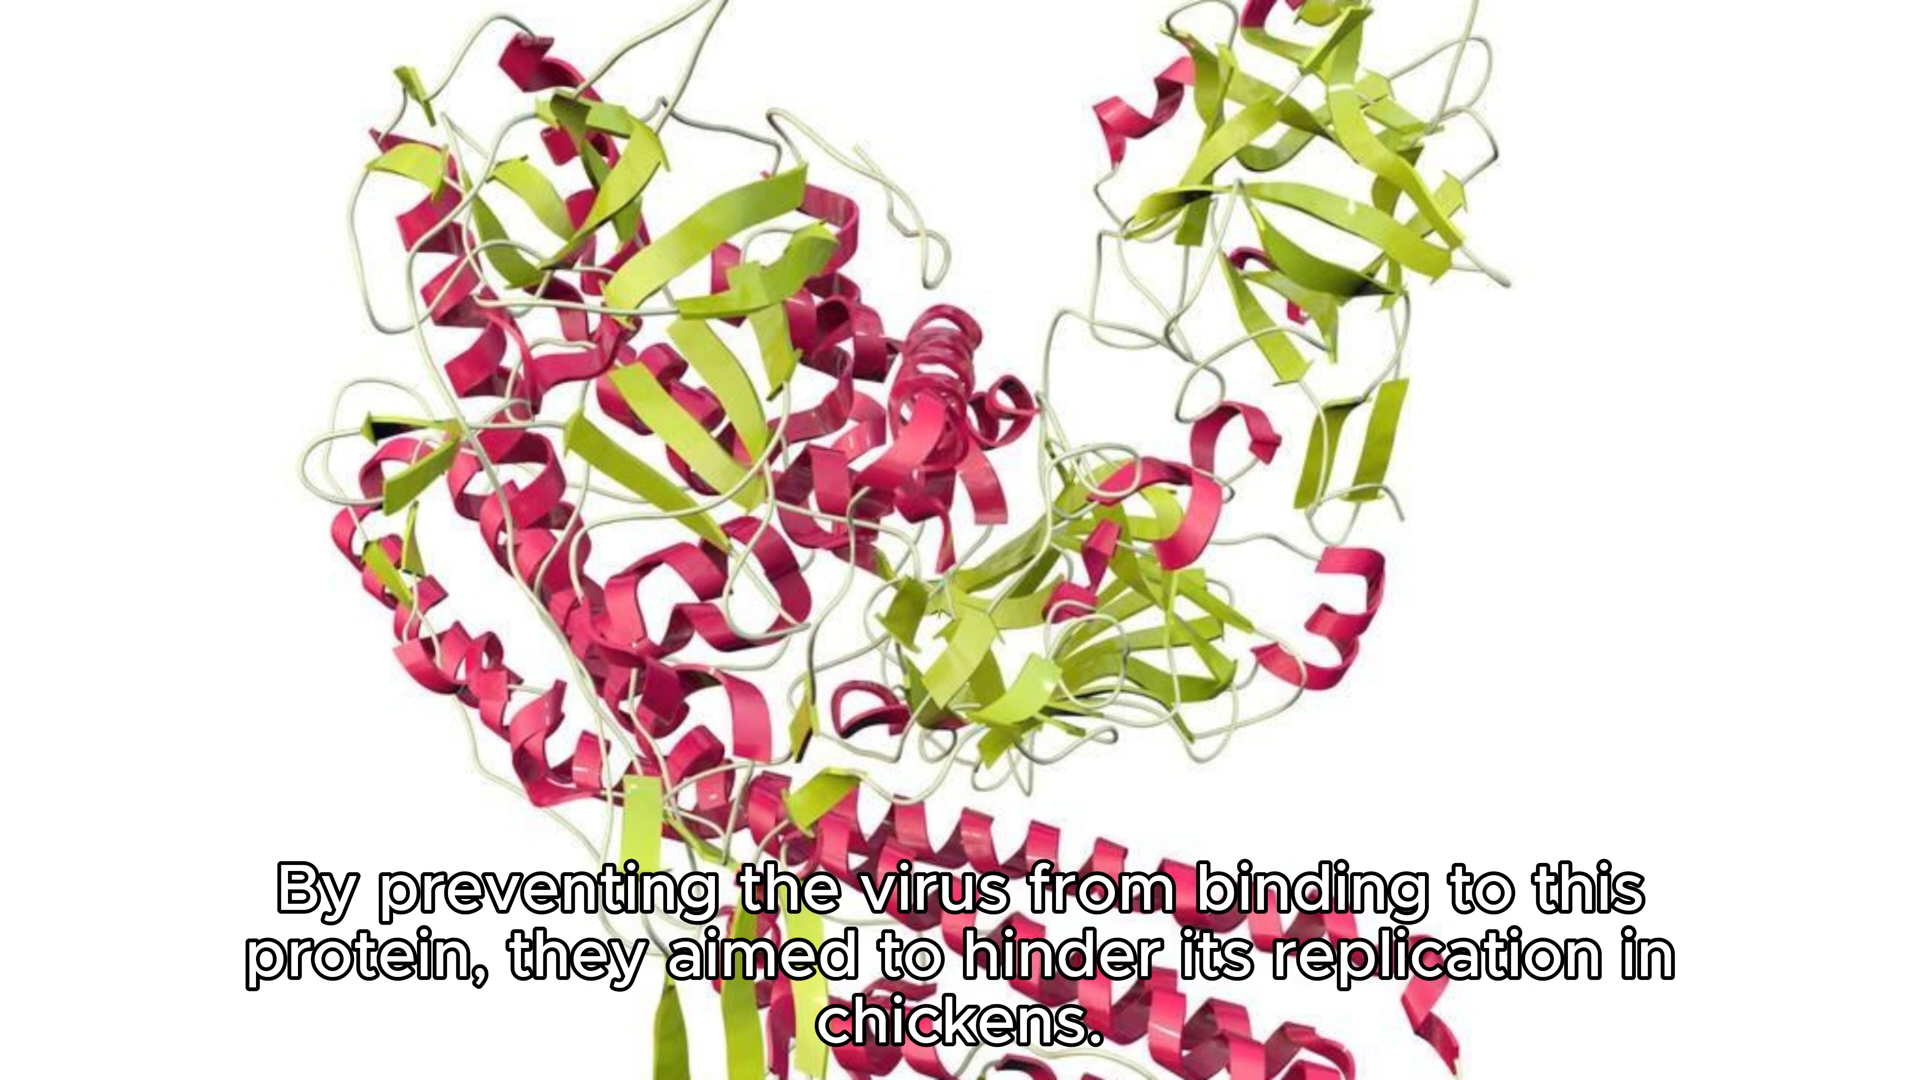 By preventing the virus from binding to this
protein, they aimed to hinder its replication in
chickens.